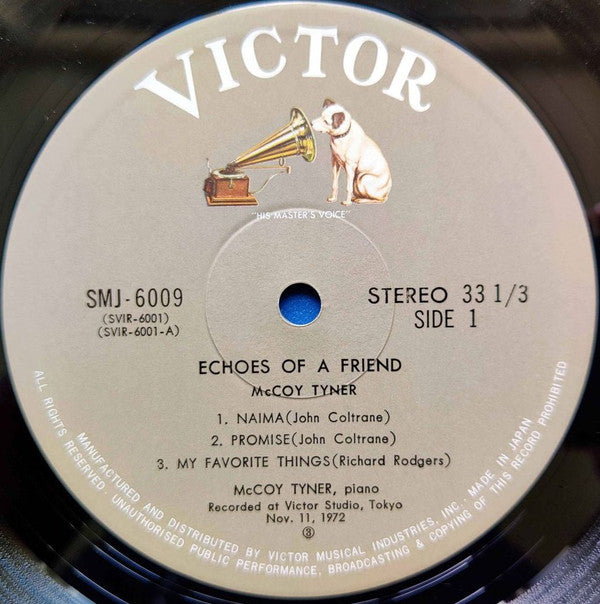 VICTOR
"HIS MASTER'S VOICE"
SMJ-6009
(SVIR-6001)
(SVIR-6001-A)
STEREO 33 1/3
SIDE 1
ECHOES OF A FRIEND
McCOY TYNER
1. NAIMA(John Coltrane)
2. PROMISE(John Coltrane)
3. MY FAVORITE THINGS(Richard Rodgers)
McCOY TYNER, piano
Recorded at Victor Studio, Tokyo
Nov. 11, 1972
③
MANUFACTURED AND DISTRIBUTED BY VICTOR MUSICAL INDUSTRIES, INC. MADE IN JAPAN
ALL RIGHTS RESERVED. UNAUTHORISED PUBLIC PERFORMANCE, BROADCASTING & COPYING OF THIS RECORD PROHIBITED